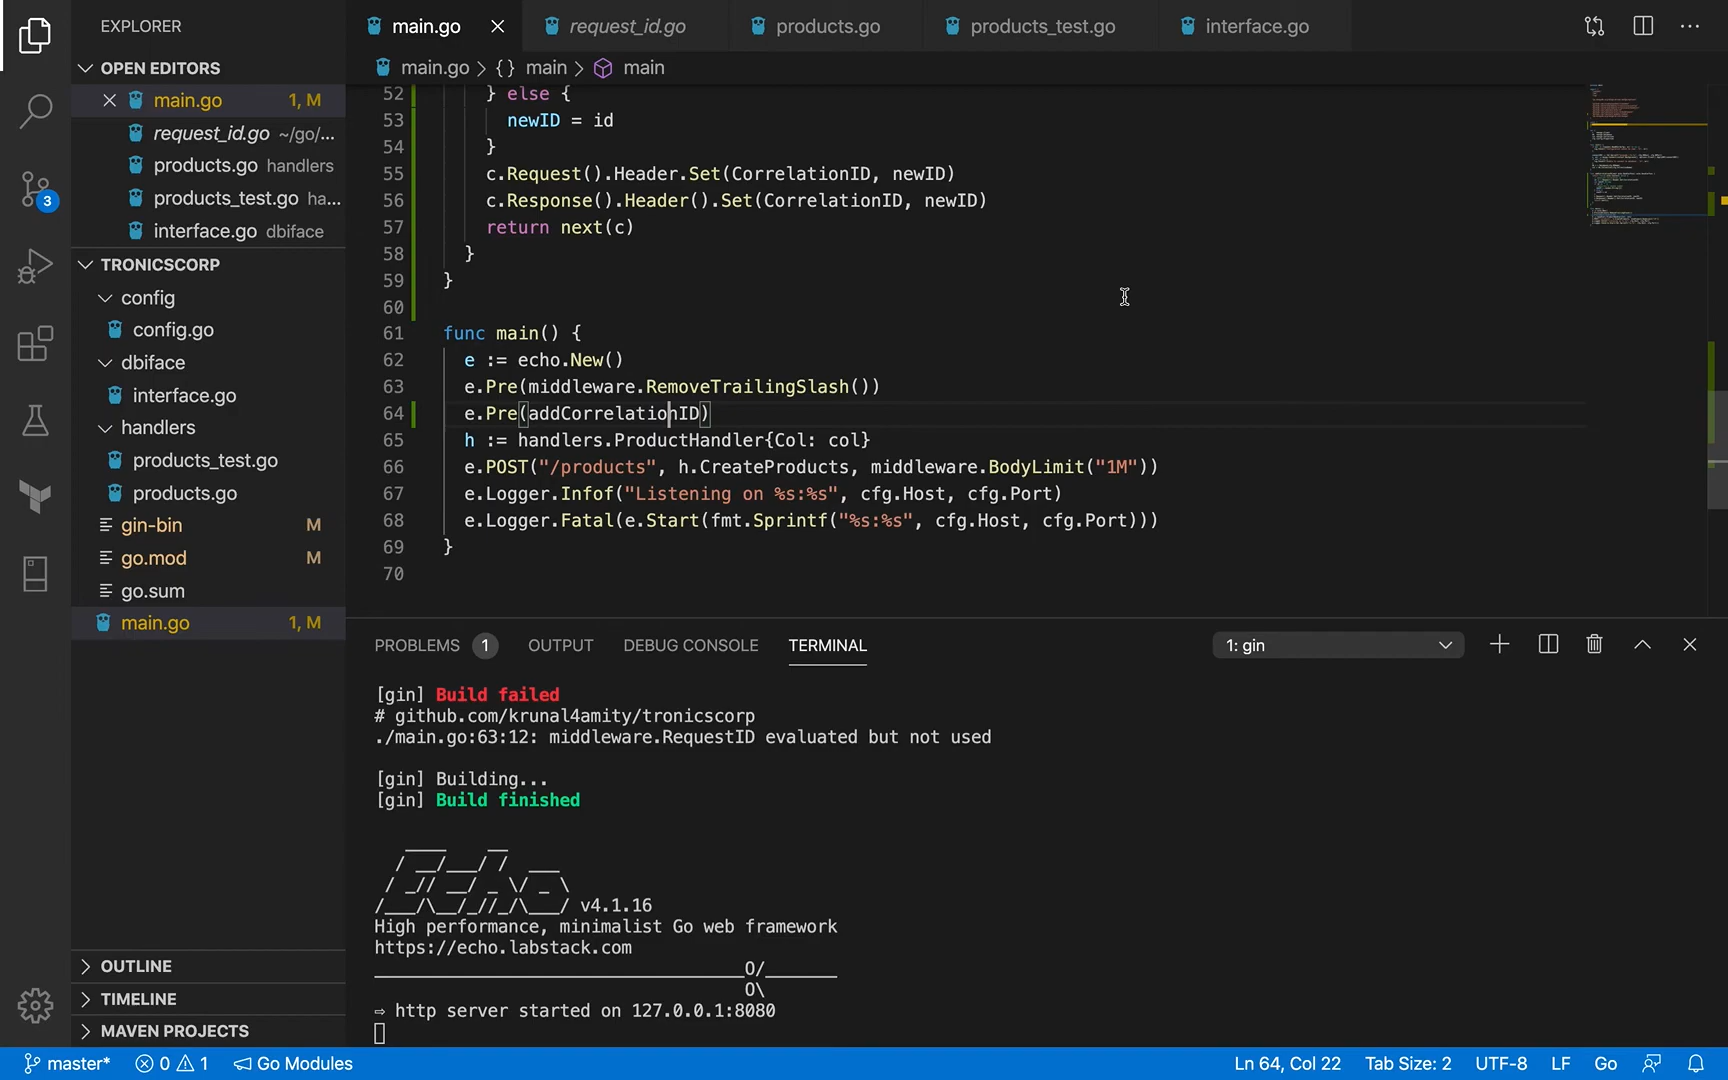 EXPLORER
OPEN EDITORS
main.go 1, M
request_id.go ~/go/...
products.go handlers
products_test.go ha...
interface.go dbiface
TRONICSCORP
config
config.go
dbiface
interface.go
handlers
products_test.go
products.go
gin-bin M
go.mod M
go.sum
main.go 1, M
OUTLINE
TIMELINE
MAVEN PROJECTS
3
main.go request_id.go products.go products_test.go interface.go
main.go > {} main > main
52 } else {
53 newID = id
54 }
55 c.Request().Header.Set(CorrelationID, newID)
56 c.Response().Header().Set(CorrelationID, newID)
57 return next(c)
58 }
59 }
60
61 func main() {
62 e := echo.New()
63 e.Pre(middleware.RemoveTrailingSlash())
64 e.Pre(addCorrelationID)
65 h := handlers.ProductHandler{Col: col}
66 e.POST("/products", h.CreateProducts, middleware.BodyLimit("1M"))
67 e.Logger.Infof("Listening on %s:%s", cfg.Host, cfg.Port)
68 e.Logger.Fatal(e.Start(fmt.Sprintf("%s:%s", cfg.Host, cfg.Port)))
69 }
70
PROBLEMS 1 OUTPUT DEBUG CONSOLE TERMINAL 1: gin
[gin] Build failed
# github.com/krunal4amity/tronicscorp
./main.go:63:12: middleware.RequestID evaluated but not used
[gin] Building...
[gin] Build finished
Echo v4.1.16
High performance, minimalist Go web framework
https://echo.labstack.com
____________________________________O/_______
O\
⇨ http server started on 127.0.0.1:8080
master* 0 1 Go Modules Ln 64, Col 22 Tab Size: 2 UTF-8 LF Go